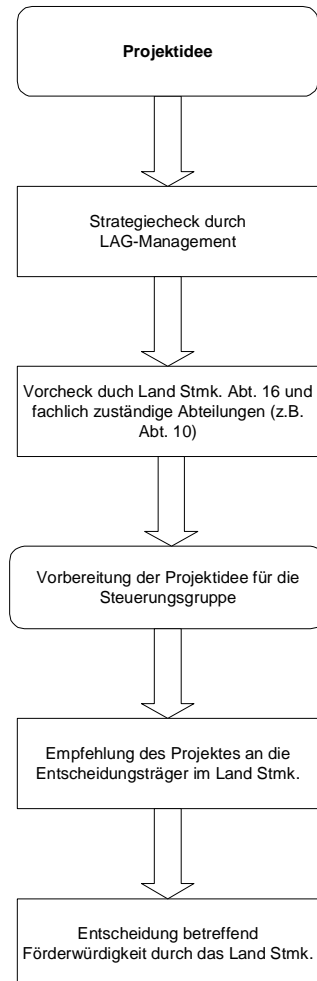 Projektidee
Strategiecheck durch
LAG-Management
Vorcheck duch Land Stmk. Abt. 16 und
fachlich zuständige Abteilungen (z.B.
Abt. 10)
Vorbereitung der Projektidee für die
Steuerungsgruppe
Empfehlung des Projektes an die
Entscheidungsträger im Land Stmk.
Entscheidung betreffend
Förderwürdigkeit durch das Land Stmk.